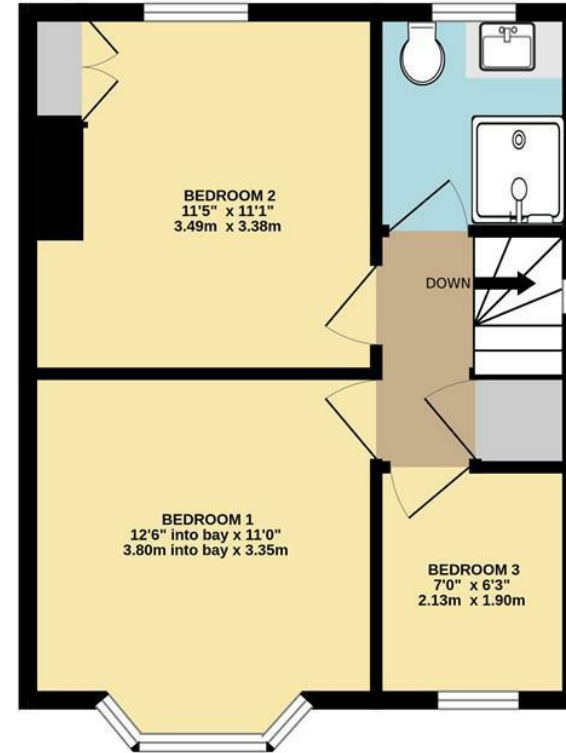 BEDROOM 2
11'5" x 11'1"
3.49m x 3.38m
DOWN
BEDROOM 1
12'6" into bay x 11'0"
3.80m into bay x 3.35m
BEDROOM 3
7'0" x 6'3"
2.13m x 1.90m